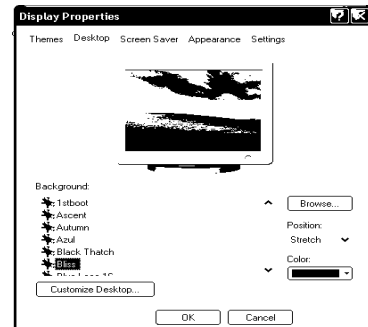 Display Properties
Themes Desktop Screen Saver Appearance Settings
Background:
1stboot
Ascent
Autumn
Azul
Black Thatch
Bliss
Browse...
Position:
Stretch
Color:
Customize Desktop...
OK Cancel